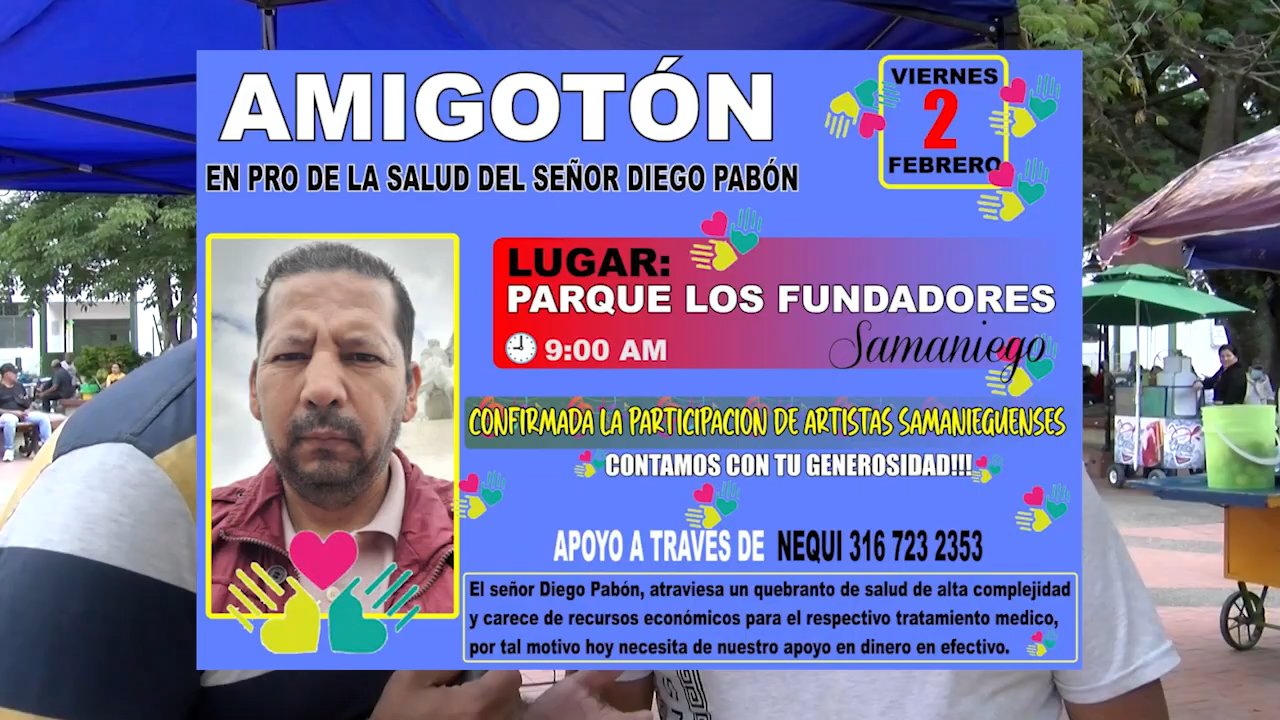 AMIGOTÓN
EN PRO DE LA SALUD DEL SEÑOR DIEGO PABÓN
VIERNES
2
FEBRERO
LUGAR:
PARQUE LOS FUNDADORES
9:00 AM
Samaniego
CONFIRMADA LA PARTICIPACION DE ARTISTAS SAMANIEGUENSES
CONTAMOS CON TU GENEROSIDAD!!!
APOYO A TRAVES DE NEQUI 316 723 2353
El señor Diego Pabón, atraviesa un quebranto de salud de alta complejidad
y carece de recursos económicos para el respectivo tratamiento medico,
por tal motivo hoy necesita de nuestro apoyo en dinero en efectivo.